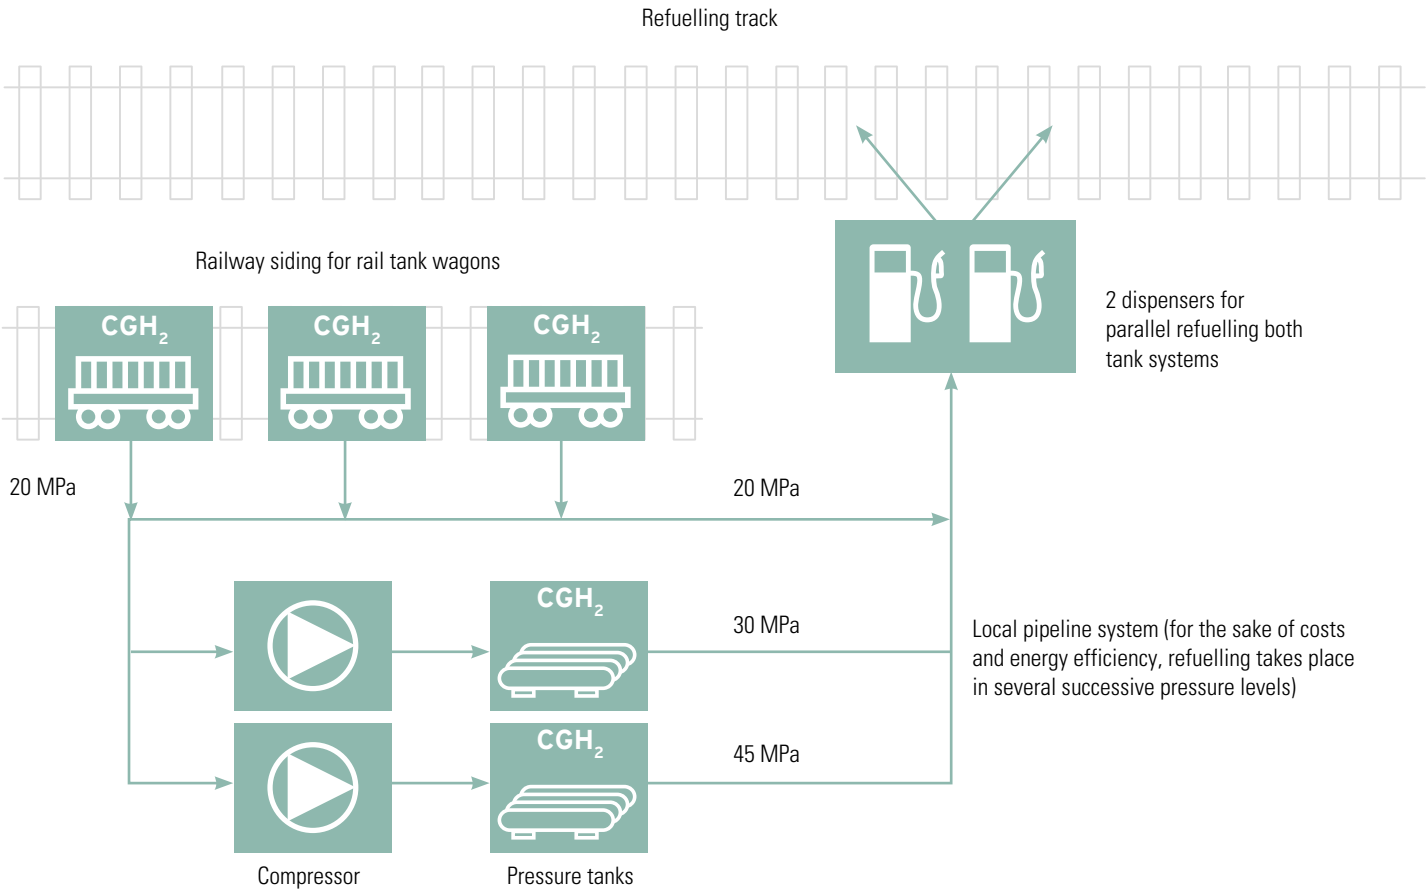 Refuelling track
Railway siding for rail tank wagons
CGH₂
CGH₂
CGH₂
2 dispensers for
parallel refuelling both
tank systems
20 MPa
20 MPa
CGH₂
30 MPa
Local pipeline system (for the sake of costs
and energy efficiency, refuelling takes place
in several successive pressure levels)
CGH₂
45 MPa
Compressor
Pressure tanks